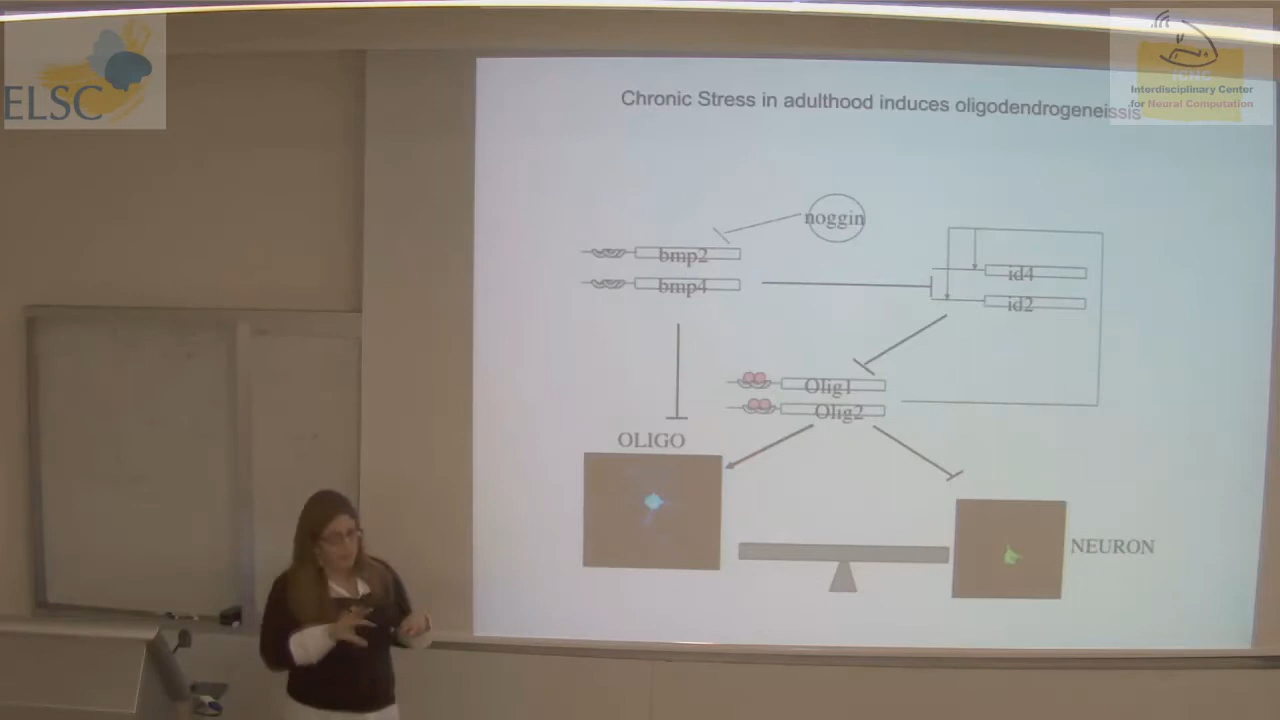 ELSC
ICNC
Interdisciplinary Center
for Neural Computation
Chronic Stress in adulthood induces oligodendrogeneissis
noggin
bmp2
bmp4
id4
id2
Olig1
Olig2
OLIGO
NEURON